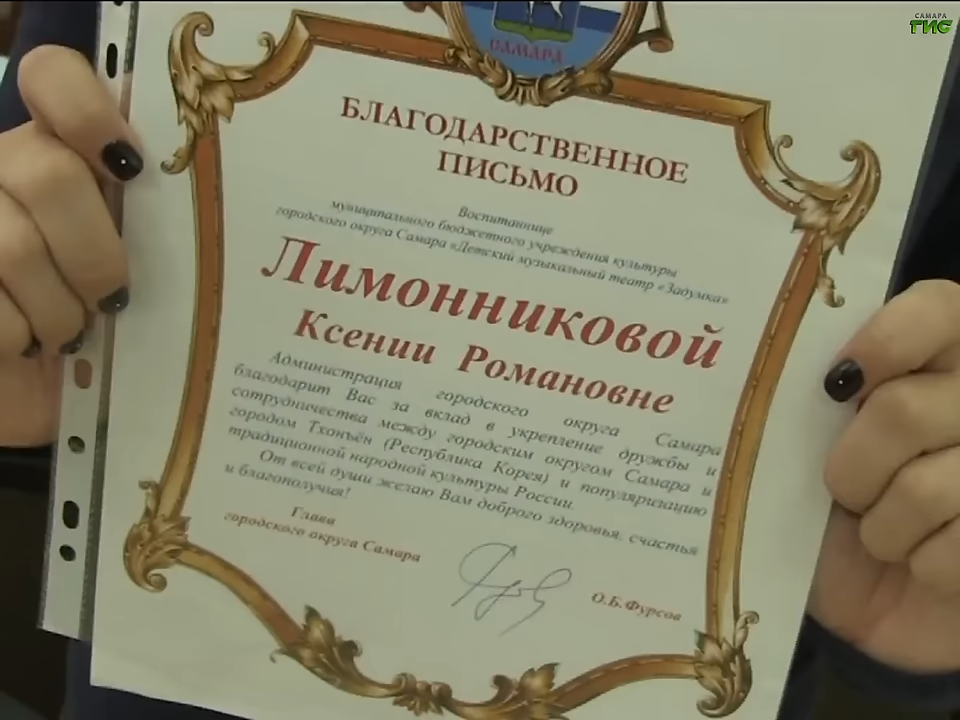 САМАРА
ГИС
САМАРА
БЛАГОДАРСТВЕННОЕ
ПИСЬМО
Воспитаннице
муниципального бюджетного учреждения культуры
городского округа Самара «Детский музыкальный театр «Задумка»
Лимонниковой
Ксении Романовне
Администрация городского округа Самара
благодарит Вас за вклад в укрепление дружбы и
сотрудничества между городским округом Самара и
городом Тхонъён (Республика Корея) и популяризацию
традиционной народной культуры России.
От всей души желаю Вам доброго здоровья, счастья
и благополучия!
Глава
городского округа Самара
О.Б.Фурсов